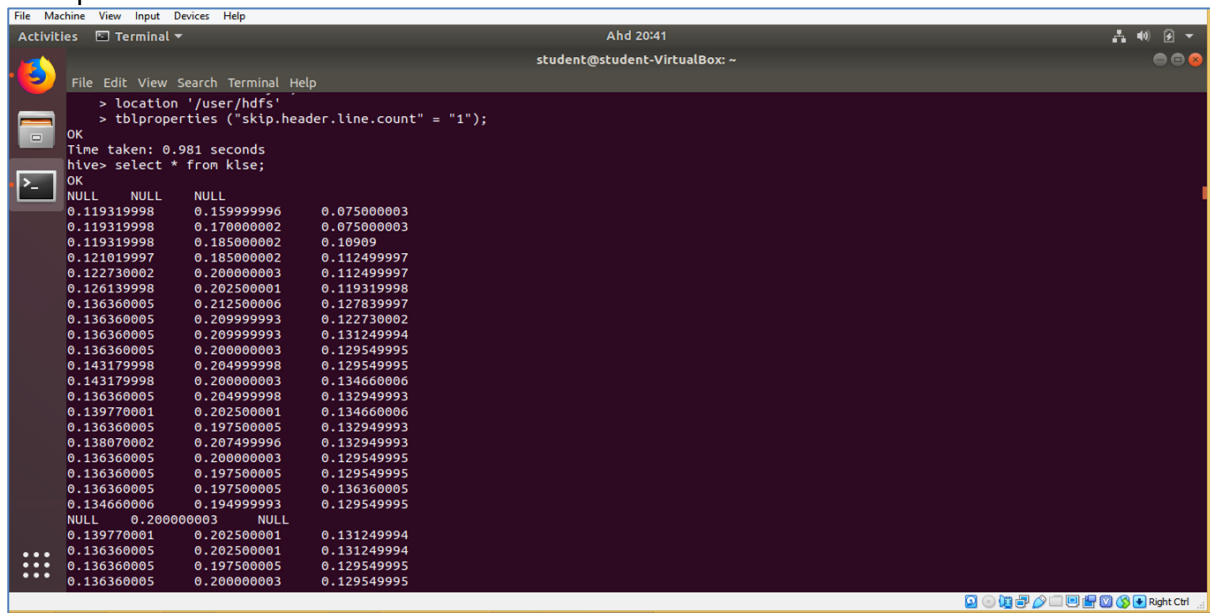 File Machine View Input Devices Help
Activities Terminal Ahd 20:41
student@student-VirtualBox: ~
File Edit View Search Terminal Help
> location '/user/hdfs'
> tblproperties ("skip.header.line.count" = "1");
OK
Time taken: 0.981 seconds
hive> select * from klse;
OK
NULL NULL NULL
0.119319998 0.159999996 0.075000003
0.119319998 0.170000002 0.075000003
0.119319998 0.185000002 0.10909
0.121019997 0.185000002 0.112499997
0.122730002 0.200000003 0.112499997
0.126139998 0.202500001 0.119319998
0.136360005 0.212500006 0.127839997
0.136360005 0.209999993 0.122730002
0.136360005 0.209999993 0.131249994
0.136360005 0.200000003 0.129549995
0.143179998 0.204999998 0.129549995
0.143179998 0.200000003 0.134660006
0.136360005 0.204999998 0.132949993
0.139770001 0.202500001 0.134660006
0.136360005 0.197500005 0.132949993
0.138070002 0.207499996 0.132949993
0.136360005 0.200000003 0.129549995
0.136360005 0.197500005 0.129549995
0.136360005 0.197500005 0.136360005
0.134660006 0.194999993 0.129549995
NULL 0.200000003 NULL
0.139770001 0.202500001 0.131249994
0.136360005 0.202500001 0.131249994
0.136360005 0.197500005 0.129549995
0.136360005 0.200000003 0.129549995
Right Ctrl